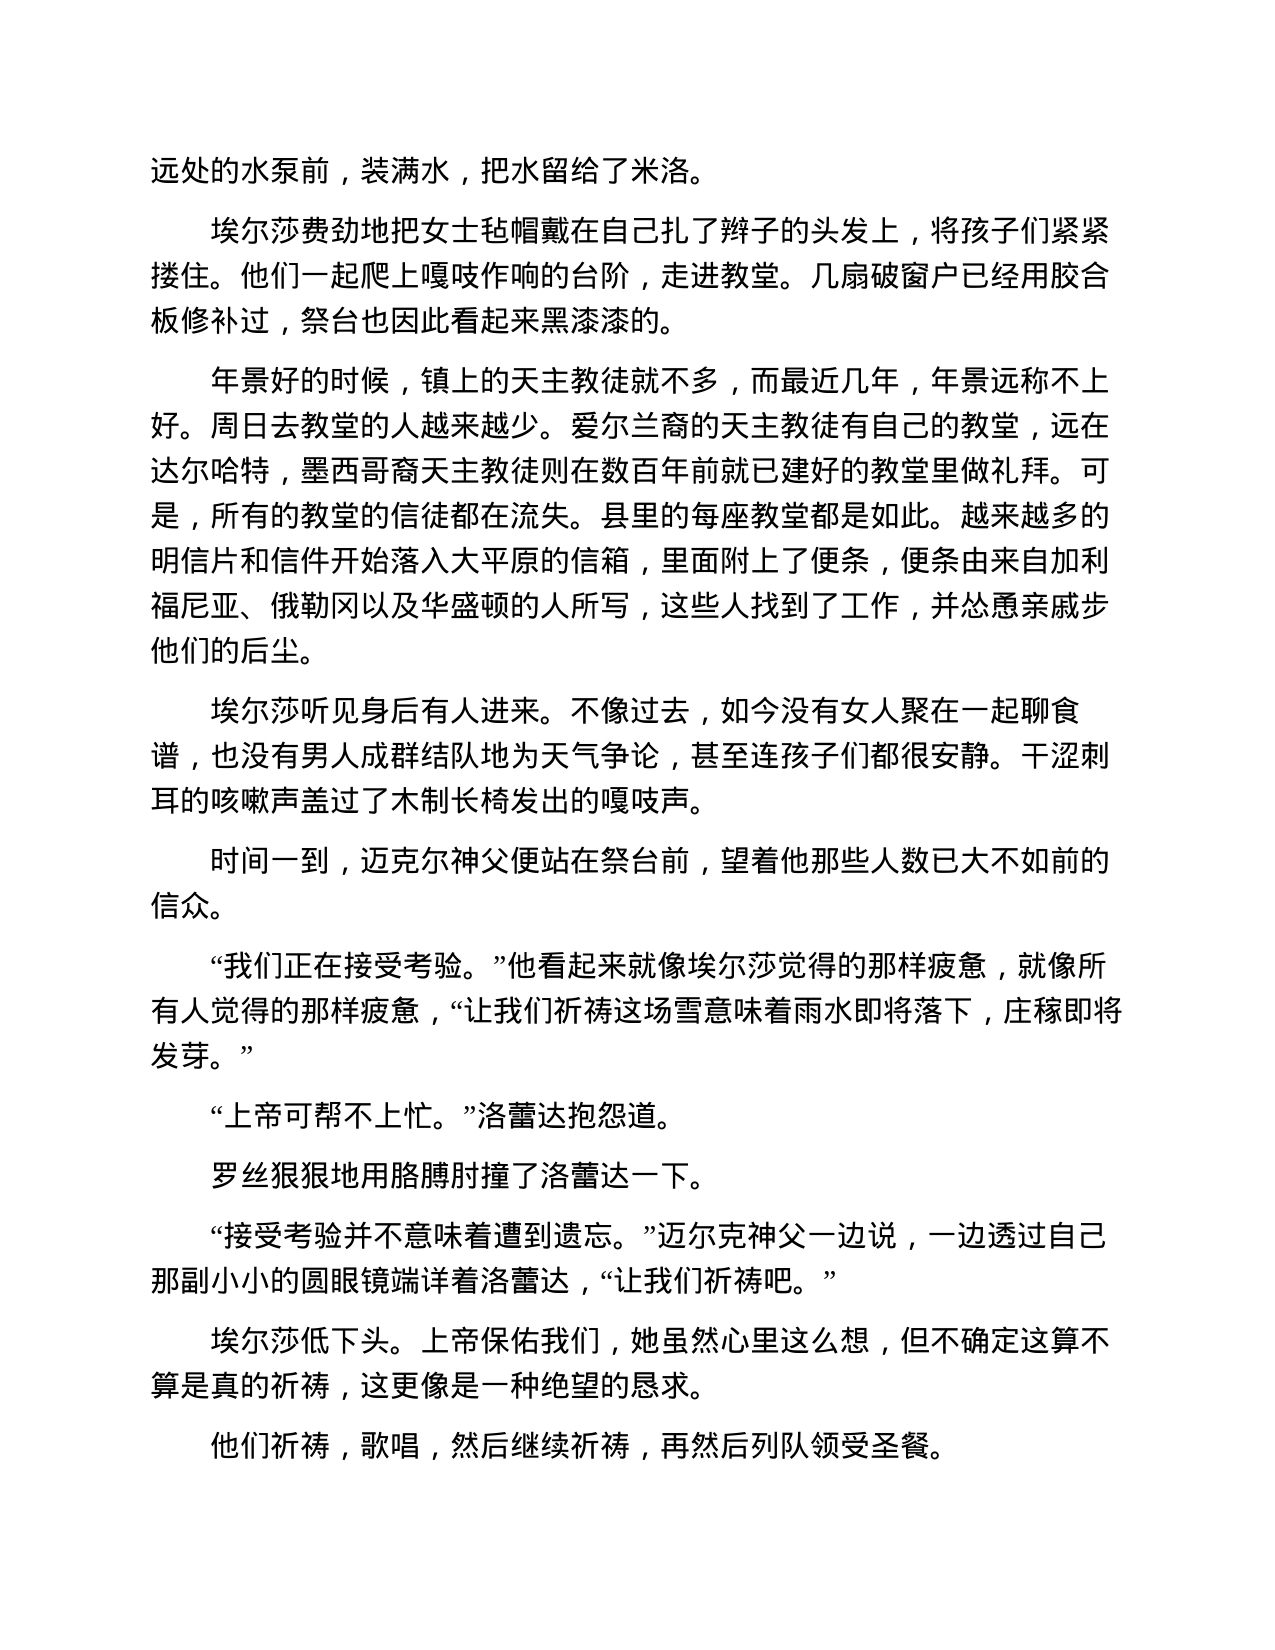 远处的水泵前，装满水，把水留给了米洛。
埃尔莎费劲地把女士毡帽戴在自己扎了辫子的头发上，将孩子们紧紧
搂住。他们一起爬上嘎吱作响的台阶，走进教堂。几扇破窗户已经用胶合
板修补过，祭台也因此看起来黑漆漆的。
年景好的时候，镇上的天主教徒就不多，而最近几年，年景远称不上
好。周日去教堂的人越来越少。爱尔兰裔的天主教徒有自己的教堂，远在
达尔哈特，墨西哥裔天主教徒则在数百年前就已建好的教堂里做礼拜。可
是，所有的教堂的信徒都在流失。县里的每座教堂都是如此。越来越多的
明信片和信件开始落入大平原的信箱，里面附上了便条，便条由来自加利
福尼亚、俄勒冈以及华盛顿的人所写，这些人找到了工作，并怂恿亲戚步
他们的后尘。
埃尔莎听见身后有人进来。不像过去，如今没有女人聚在一起聊食
谱，也没有男人成群结队地为天气争论，甚至连孩子们都很安静。干涩刺
耳的咳嗽声盖过了木制长椅发出的嘎吱声。
时间一到，迈克尔神父便站在祭台前，望着他那些人数已大不如前的
信众。
“我们正在接受考验。”他看起来就像埃尔莎觉得的那样疲惫，就像所
有人觉得的那样疲惫，“让我们祈祷这场雪意味着雨水即将落下，庄稼即将
发芽。”
“上帝可帮不上忙。”洛蕾达抱怨道。
罗丝狠狠地用胳膊肘撞了洛蕾达一下。
“接受考验并不意味着遭到遗忘。”迈尔克神父一边说，一边透过自己
那副小小的圆眼镜端详着洛蕾达，“让我们祈祷吧。”
埃尔莎低下头。上帝保佑我们，她虽然心里这么想，但不确定这算不
算是真的祈祷，这更像是一种绝望的恳求。
他们祈祷，歌唱，然后继续祈祷，再然后列队领受圣餐。